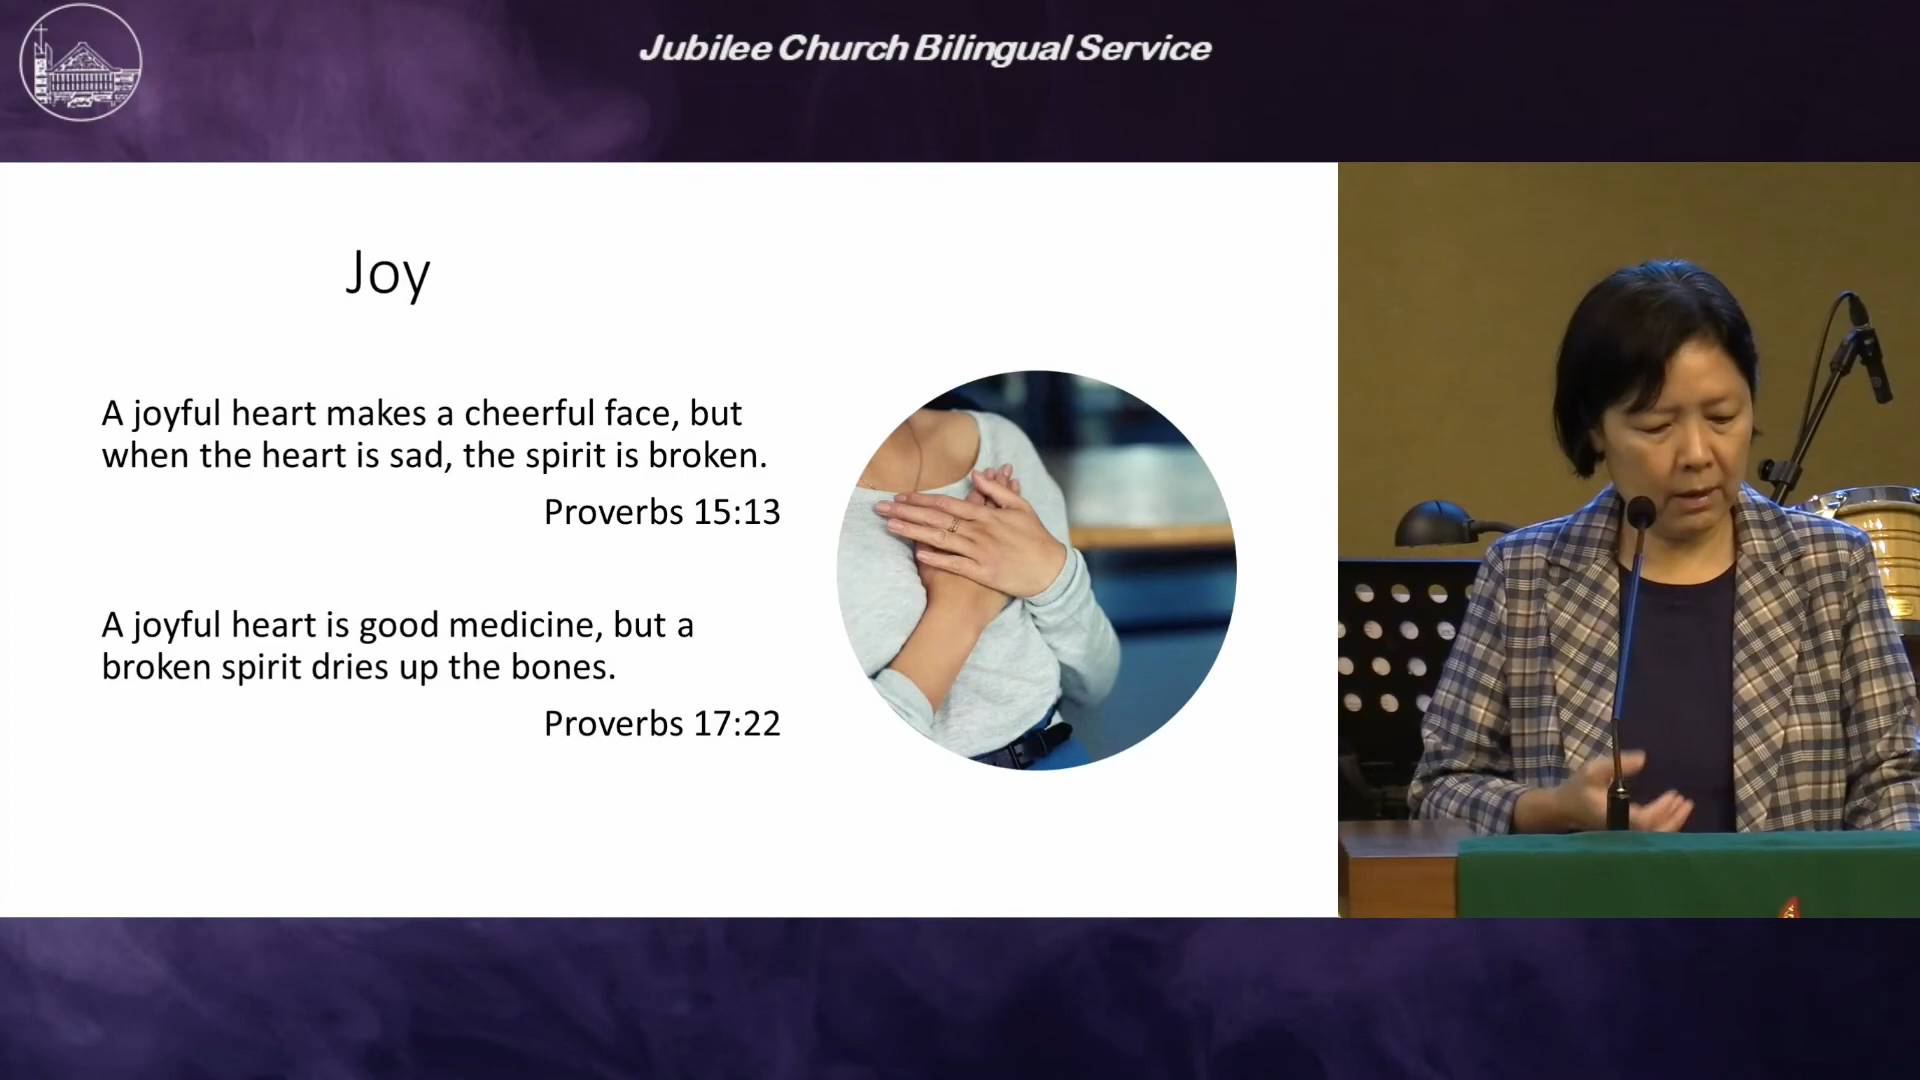 Jubilee Church Bilingual Service
Joy
A joyful heart makes a cheerful face, but
when the heart is sad, the spirit is broken.
Proverbs 15:13
A joyful heart is good medicine, but a
broken spirit dries up the bones.
Proverbs 17:22